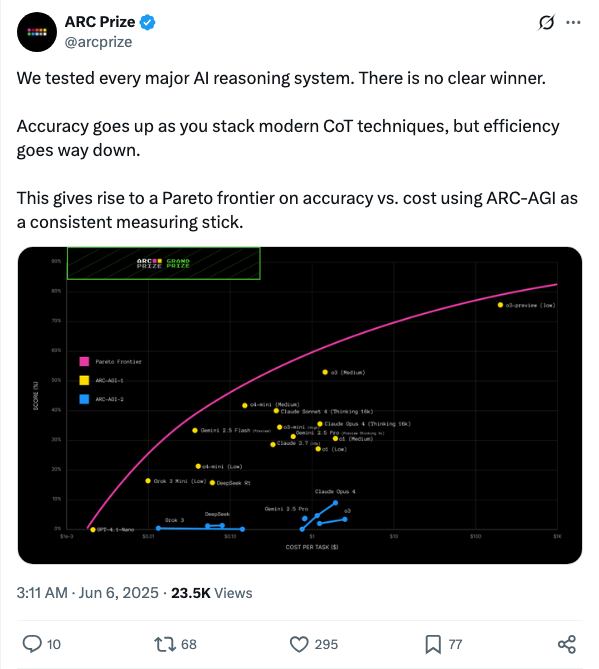 ARC Prize
@arcprize
We tested every major AI reasoning system. There is no clear winner.
Accuracy goes up as you stack modern CoT techniques, but efficiency
goes way down.
This gives rise to a Pareto frontier on accuracy vs. cost using ARC-AGI as
a consistent measuring stick.
ARC PRIZE GRAND PRIZE
90%
80%
o3-preview (low)
70%
60%
Pareto Frontier
o3 (Medium)
ARC-AGI-1
50%
ARC-AGI-2
SCORE (%)
40%
o4-mini (Medium)
Claude Sonnet 4 (Thinking 16k)
Claude Opus 4 (Thinking 16k)
Gemini 2.5 Flash (Preview)
o3-mini (High)
Gemini 2.5 Pro
o1 (Medium)
30%
Claude 3.7
o1 (Low)
o4-mini (Low)
20%
Grok 3 Mini (Low)
DeepSeek R1
Claude Opus 4
10%
Gemini 2.5 Pro
o3
DeepSeek
Grok 3
0%
GPT-4.1-Nano
$1e-3
$0.01
$0.10
$1
$10
$100
$1K
COST PER TASK ($)
3:11 AM · Jun 6, 2025 · 23.5K Views
10
68
295
77